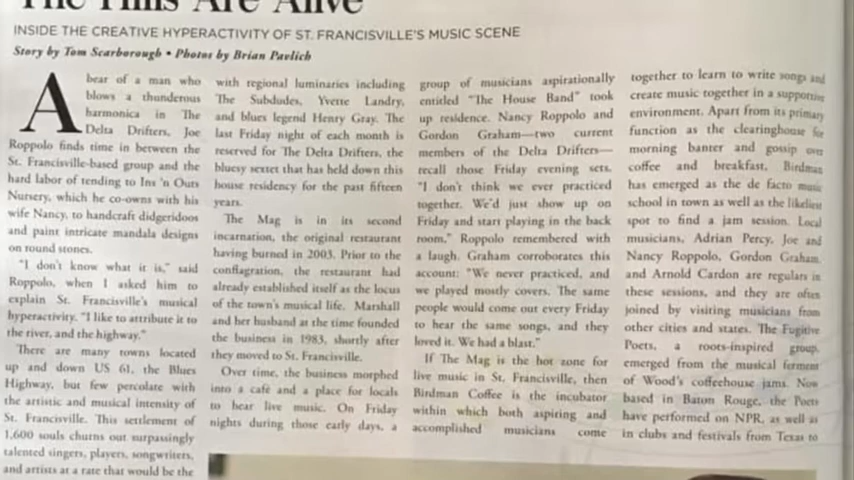 The Hills Are Alive
INSIDE THE CREATIVE HYPERACTIVITY OF ST. FRANCISVILLE'S MUSIC SCENE
Story by Tom Scarborough • Photos by Brian Pavlich
A bear of a man who
blows a thunderous
harmonica in The
Delta Drifters, Joe
Roppolo finds time in between the
St. Francisville-based group and the
hard labor of tending to Ins 'n Outs
Nursery, which he co-owns with his
wife Nancy, to handcraft didgeridoos
and paint intricate mandala designs
on round stones.
"I don't know what it is," said
Roppolo, when I asked him to
explain St. Francisville's musical
hyperactivity. "I like to attribute it to
the river, and the highway."
There are many towns located
up and down US 61, the Blues
Highway, but few percolate with
the artistic and musical intensity of
St. Francisville. This settlement of
1,600 souls churns out surpassingly
talented singers, players, songwriters,
and artists at a rate that would be the
with regional luminaries including
The Subdudes, Yvette Landry,
and blues legend Henry Gray. The
last Friday night of each month is
reserved for The Delta Drifters, the
bluesy sextet that has held down this
house residency for the past fifteen
years.
The Mag is in its second
incarnation, the original restaurant
having burned in 2003. Prior to the
conflagration, the restaurant had
already established itself as the locus
of the town's musical life. Marshall
and her husband at the time founded
the business in 1983, shortly after
they moved to St. Francisville.
Over time, the business morphed
into a café and a place for locals
to hear live music. On Friday
nights during those early days, a
group of musicians aspirationally
entitled "The House Band" took
up residence. Nancy Roppolo and
Gordon Graham—two current
members of the Delta Drifters—
recall those Friday evening sets.
"I don't think we ever practiced
together. We'd just show up on
Friday and start playing in the back
room," Roppolo remembered with
a laugh. Graham corroborates this
account: "We never practiced, and
we played mostly covers. The same
people would come out every Friday
to hear the same songs, and they
loved it. We had a blast."
If The Mag is the hot zone for
live music in St. Francisville, then
Birdman Coffee is the incubator
within which both aspiring and
accomplished musicians come
together to learn to write songs and
create music together in a supportive
environment. Apart from its primary
function as the clearinghouse for
morning banter and gossip over
coffee and breakfast, Birdman
has emerged as the de facto music
school in town as well as the likeliest
spot to find a jam session. Local
musicians, Adrian Percy, Joe and
Nancy Roppolo, Gordon Graham,
and Arnold Cardon are regulars in
these sessions, and they are often
joined by visiting musicians from
other cities and states. The Fugitive
Poets, a roots-inspired group,
emerged from the musical ferment
of Wood's coffeehouse jams. Now
based in Baton Rouge, the Poets
have performed on NPR, as well as
in clubs and festivals from Texas to